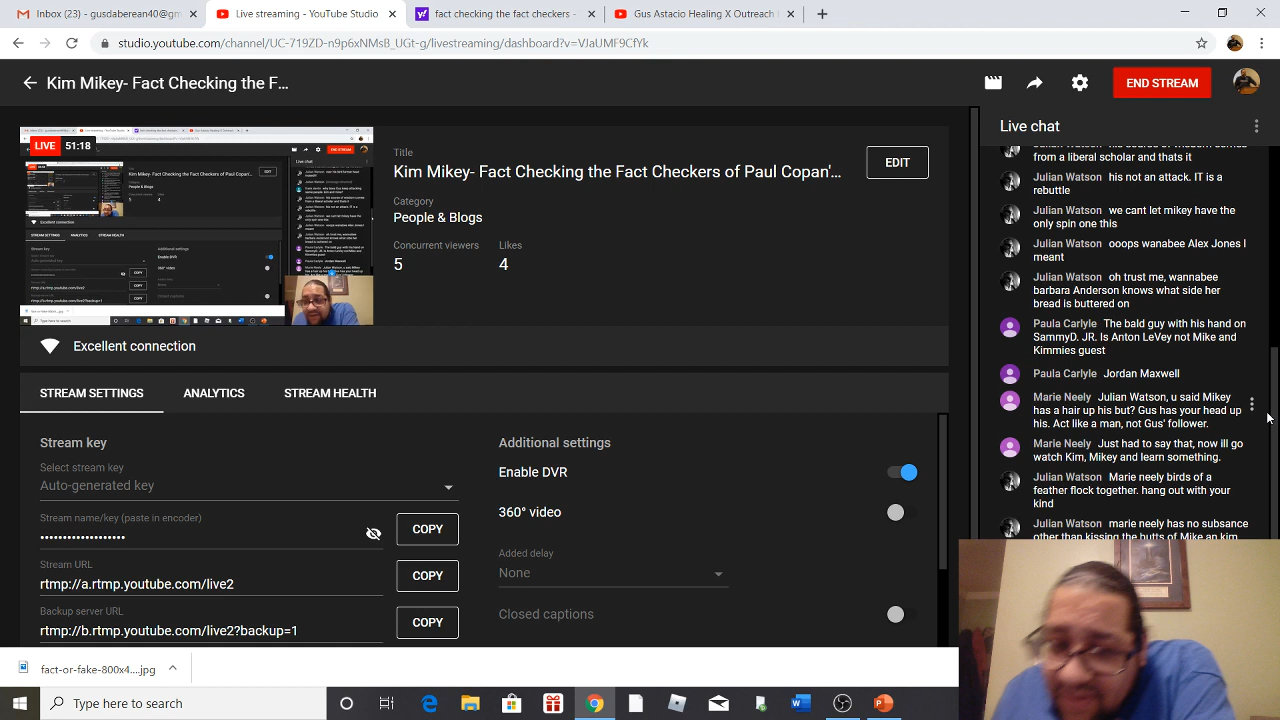 Inbox (23) - gusdaberean40@gm
Live streaming - YouTube Studio
fact checking the fact checkers -
Gus Astacio Healing X Outreach
studio.youtube.com/channel/UC-719ZD-n9p6xNMsB_UGt-g/livestreaming/dashboard?v=VJaUMF9CfYk
Kim Mikey- Fact Checking the F...
END STREAM
LIVE 51:18
Title
Kim Mikey- Fact Checking the Fact Checkers of Paul Copari...
EDIT
Category
People & Blogs
Concurrent viewers
Likes
5
4
Excellent connection
STREAM SETTINGS
ANALYTICS
STREAM HEALTH
Stream key
Select stream key
Auto-generated key
Stream name/key (paste in encoder)
•••••••••••••••••••
COPY
Stream URL
rtmp://a.rtmp.youtube.com/live2
COPY
Backup server URL
rtmp://b.rtmp.youtube.com/live2?backup=1
COPY
Additional settings
Enable DVR
360° video
Added delay
None
Closed captions
Live chat
from a liberal scholar and thts it
Julian Watson his not an attack. IT is a
rebuttle
Julian Watson we cant let mikey have the
only spin one this
Julian Watson ooops wannabee Alex Jones I
meant
Julian Watson oh trust me, wannabee
barbara Anderson knows what side her
bread is buttered on
Paula Carlyle The bald guy with his hand on
SammyD. JR. Is Anton LeVey not Mike and
Kimmies guest
Paula Carlyle Jordan Maxwell
Marie Neely Julian Watson, u said Mikey
has a hair up his but? Gus has your head up
his. Act like a man, not Gus' follower.
Marie Neely Just had to say that, now ill go
watch Kim, Mikey and learn something.
Julian Watson Marie neely birds of a
feather flock together. hang out with your
kind
Julian Watson marie neely has no subsance
other than kissing the butts of Mike an kim
fact-or-fake-800x4....jpg
Type here to search